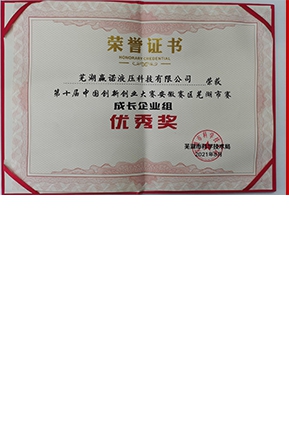 荣誉证书
HONORARY CREDENTIAL
芜湖赢诺液压科技有限公司 荣获
第十届中国创新创业大赛安徽赛区芜湖市赛
成长企业组
优秀奖
芜湖市科学技术局
2021年8月